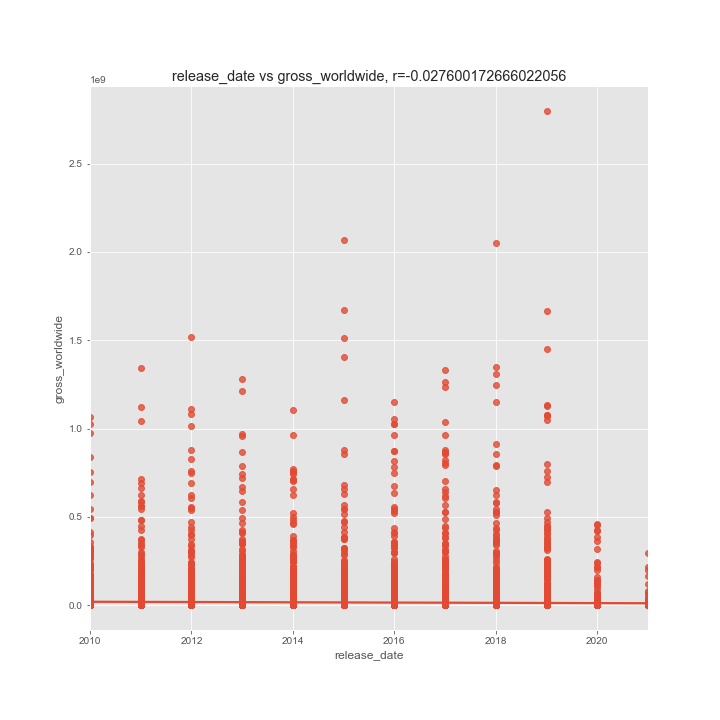 release_date vs gross_worldwide, r=-0.027600172666022056
1e9
2.5
2.0
1.5
1.0
0.5
0.0
gross_worldwide
2010 2012 2014 2016 2018 2020
release_date